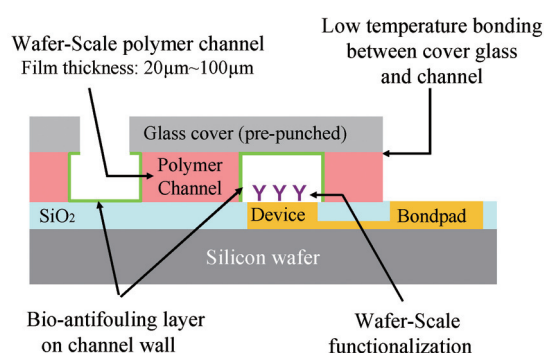 Wafer-Scale polymer channel
Film thickness: 20µm~100µm
Low temperature bonding
between cover glass
and channel
Glass cover (pre-punched)
Polymer
Channel
SiO₂
Device
Bondpad
Silicon wafer
Bio-antifouling layer
on channel wall
Wafer-Scale
functionalization